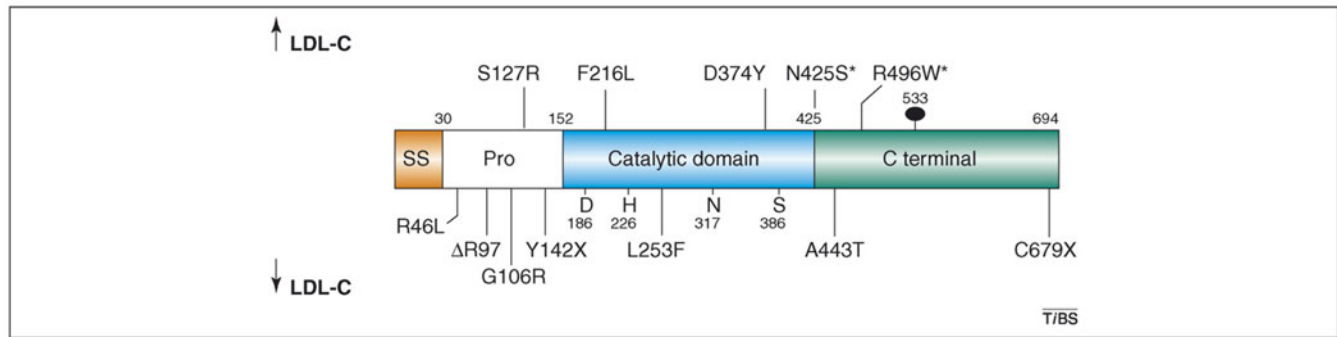 LDL-C
S127R F216L D374Y N425S* R496W*
533
30 152 425 694
SS Pro Catalytic domain C terminal
D H N S
186 226 317 386
R46L
ΔR97 Y142X L253F A443T C679X
G106R
LDL-C
TiBS